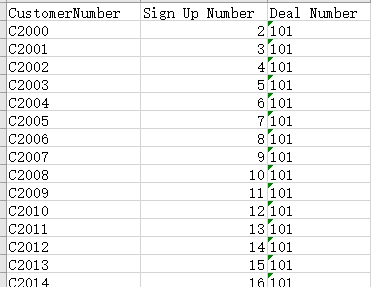 CustomerNumber Sign Up Number Deal Number
C2000 2 101
C2001 3 101
C2002 4 101
C2003 5 101
C2004 6 101
C2005 7 101
C2006 8 101
C2007 9 101
C2008 10 101
C2009 11 101
C2010 12 101
C2011 13 101
C2012 14 101
C2013 15 101
C2014 16 101